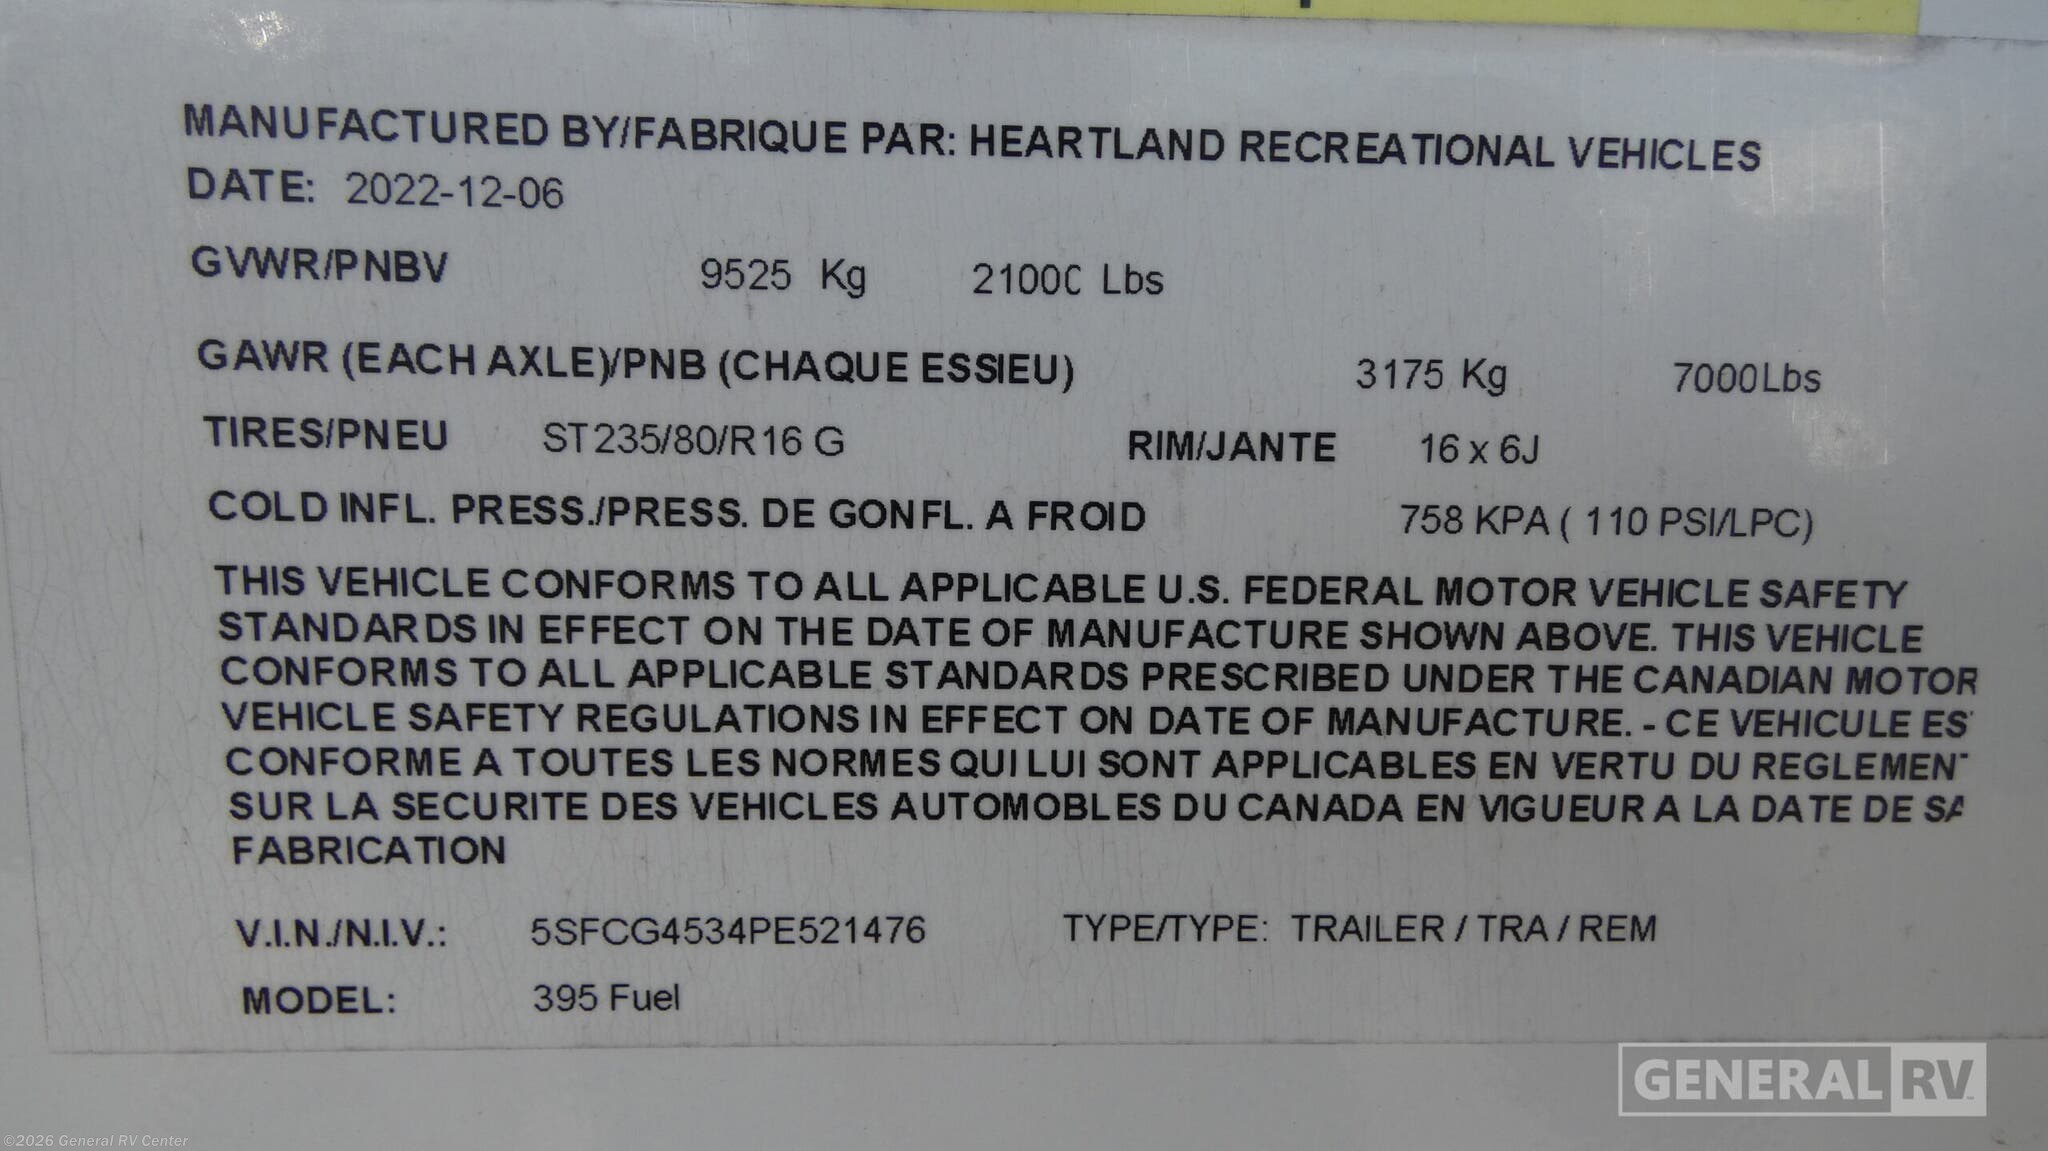 MANUFACTURED BY/FABRIQUE PAR: HEARTLAND RECREATIONAL VEHICLES
DATE: 2022-12-06
GVWR/PNBV 9525 Kg 21000 Lbs
GAWR (EACH AXLE)/PNB (CHAQUE ESSIEU) 3175 Kg 7000Lbs
TIRES/PNEU ST235/80/R16 G RIM/JANTE 16 x 6J
COLD INFL. PRESS./PRESS. DE GONFL. A FROID 758 KPA ( 110 PSI/LPC)
THIS VEHICLE CONFORMS TO ALL APPLICABLE U.S. FEDERAL MOTOR VEHICLE SAFETY
STANDARDS IN EFFECT ON THE DATE OF MANUFACTURE SHOWN ABOVE. THIS VEHICLE
CONFORMS TO ALL APPLICABLE STANDARDS PRESCRIBED UNDER THE CANADIAN MOTOR
VEHICLE SAFETY REGULATIONS IN EFFECT ON DATE OF MANUFACTURE. - CE VEHICULE EST
CONFORME A TOUTES LES NORMES QUI LUI SONT APPLICABLES EN VERTU DU REGLEMENT
SUR LA SECURITE DES VEHICLES AUTOMOBLES DU CANADA EN VIGUEUR A LA DATE DE SA
FABRICATION
V.I.N./N.I.V.: 5SFCG4534PE521476 TYPE/TYPE: TRAILER / TRA / REM
MODEL: 395 Fuel
GENERAL RV
©2026 General RV Center